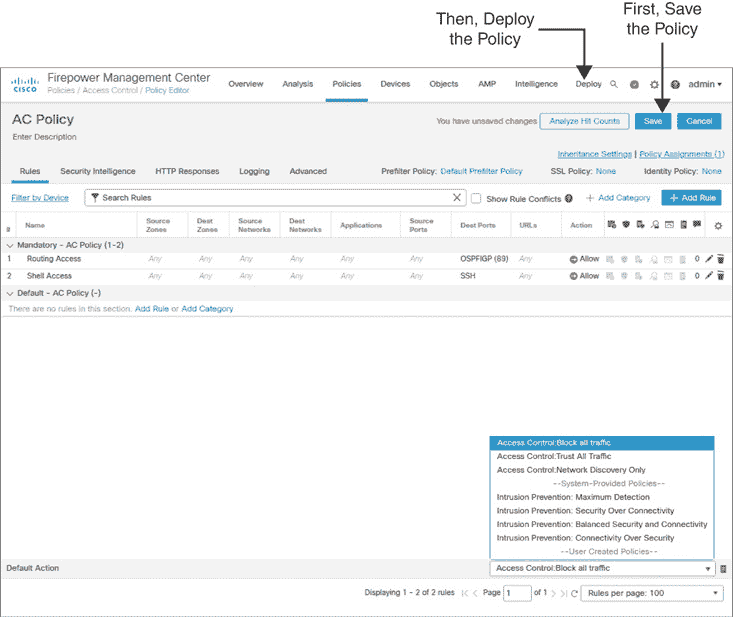 Then, Deploy
the Policy
First, Save
the Policy
CISCO
Firepower Management Center
Policies / Access Control / Policy Editor
Overview Analysis Policies Devices Objects AMP Intelligence Deploy admin
AC Policy
Enter Description
You have unsaved changes Analyze Hit Counts Save Cancel
Inheritance Settings | Policy Assignments (1)
Rules Security Intelligence HTTP Responses Logging Advanced Prefilter Policy: Default Prefilter Policy SSL Policy: None Identity Policy: None
Filter by Device Search Rules Show Rule Conflicts + Add Category + Add Rule
# Name Source Zones Dest Zones Source Networks Dest Networks Applications Source Ports Dest Ports URLs Action
Mandatory - AC Policy (1-2)
1 Routing Access Any Any Any Any Any Any OSPFIGP (89) Any Allow 0
2 Shell Access Any Any Any Any Any Any SSH Any Allow 0
Default - AC Policy (-)
There are no rules in this section. Add Rule or Add Category
Access Control:Block all traffic
Access Control:Trust All Traffic
Access Control:Network Discovery Only
--System-Provided Policies--
Intrusion Prevention: Maximum Detection
Intrusion Prevention: Security Over Connectivity
Intrusion Prevention: Balanced Security and Connectivity
Intrusion Prevention: Connectivity Over Security
--User Created Policies--
Default Action Access Control:Block all traffic
Displaying 1 - 2 of 2 rules Page 1 of 1 Rules per page: 100